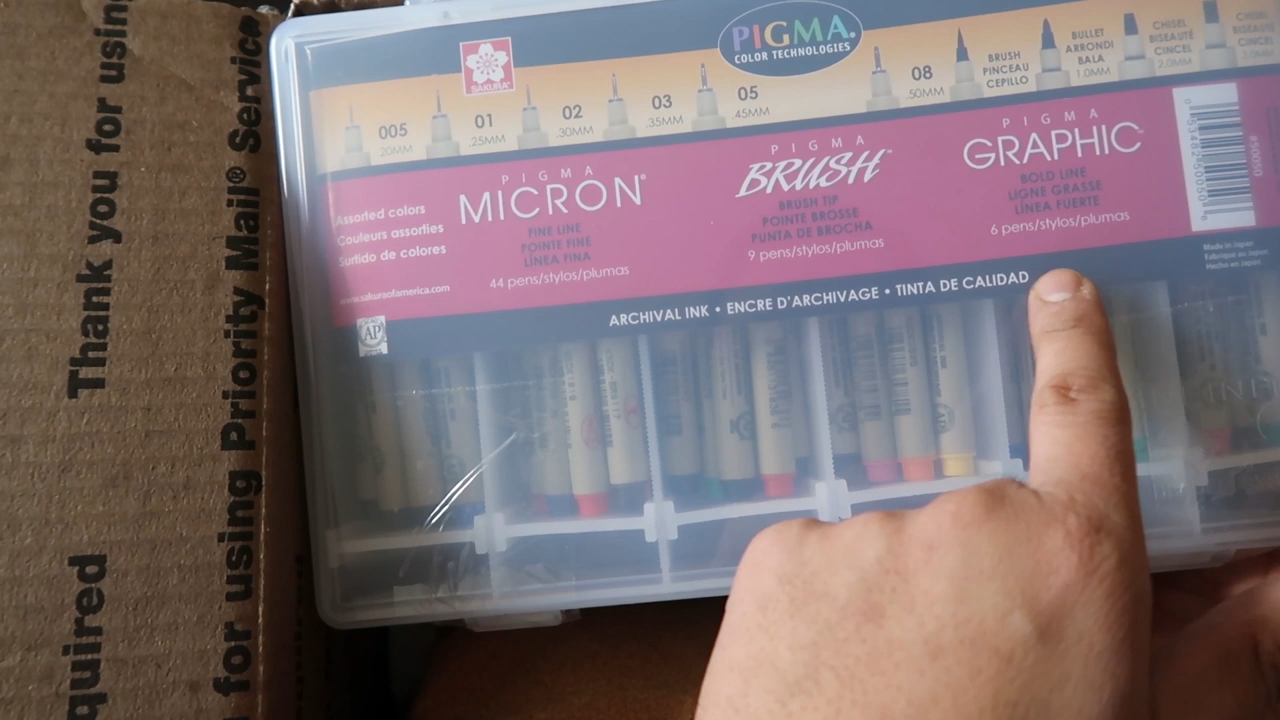 Thank you for using
Priority Mail® Service
quired
for using
PIGMA®
COLOR TECHNOLOGIES
SAKURA
005
.20MM
01
.25MM
02
.30MM
03
.35MM
05
.45MM
08
.50MM
BRUSH
PINCEAU
CEPILLO
BULLET
ARRONDI
BALA
1.0MM
CHISEL
BISEAUTÉ
CINCEL
2.0MM
CHISEL
BISEAUTÉ
CINCEL
Assorted colors
Couleurs assorties
Surtido de colores
www.sakuraofamerica.com
PIGMA
MICRON®
FINE LINE
POINTE FINE
LÍNEA FINA
44 pens/stylos/plumas
PIGMA
BRUSH™
BRUSH TIP
POINTE BROSSE
PUNTA DE BROCHA
9 pens/stylos/plumas
PIGMA
GRAPHIC™
BOLD LINE
LIGNE GRASSE
LÍNEA FUERTE
6 pens/stylos/plumas
Made in Japan
Fabriqué au Japon
Hecho en Japón
AP
ARCHIVAL INK • ENCRE D'ARCHIVAGE • TINTA DE CALIDAD